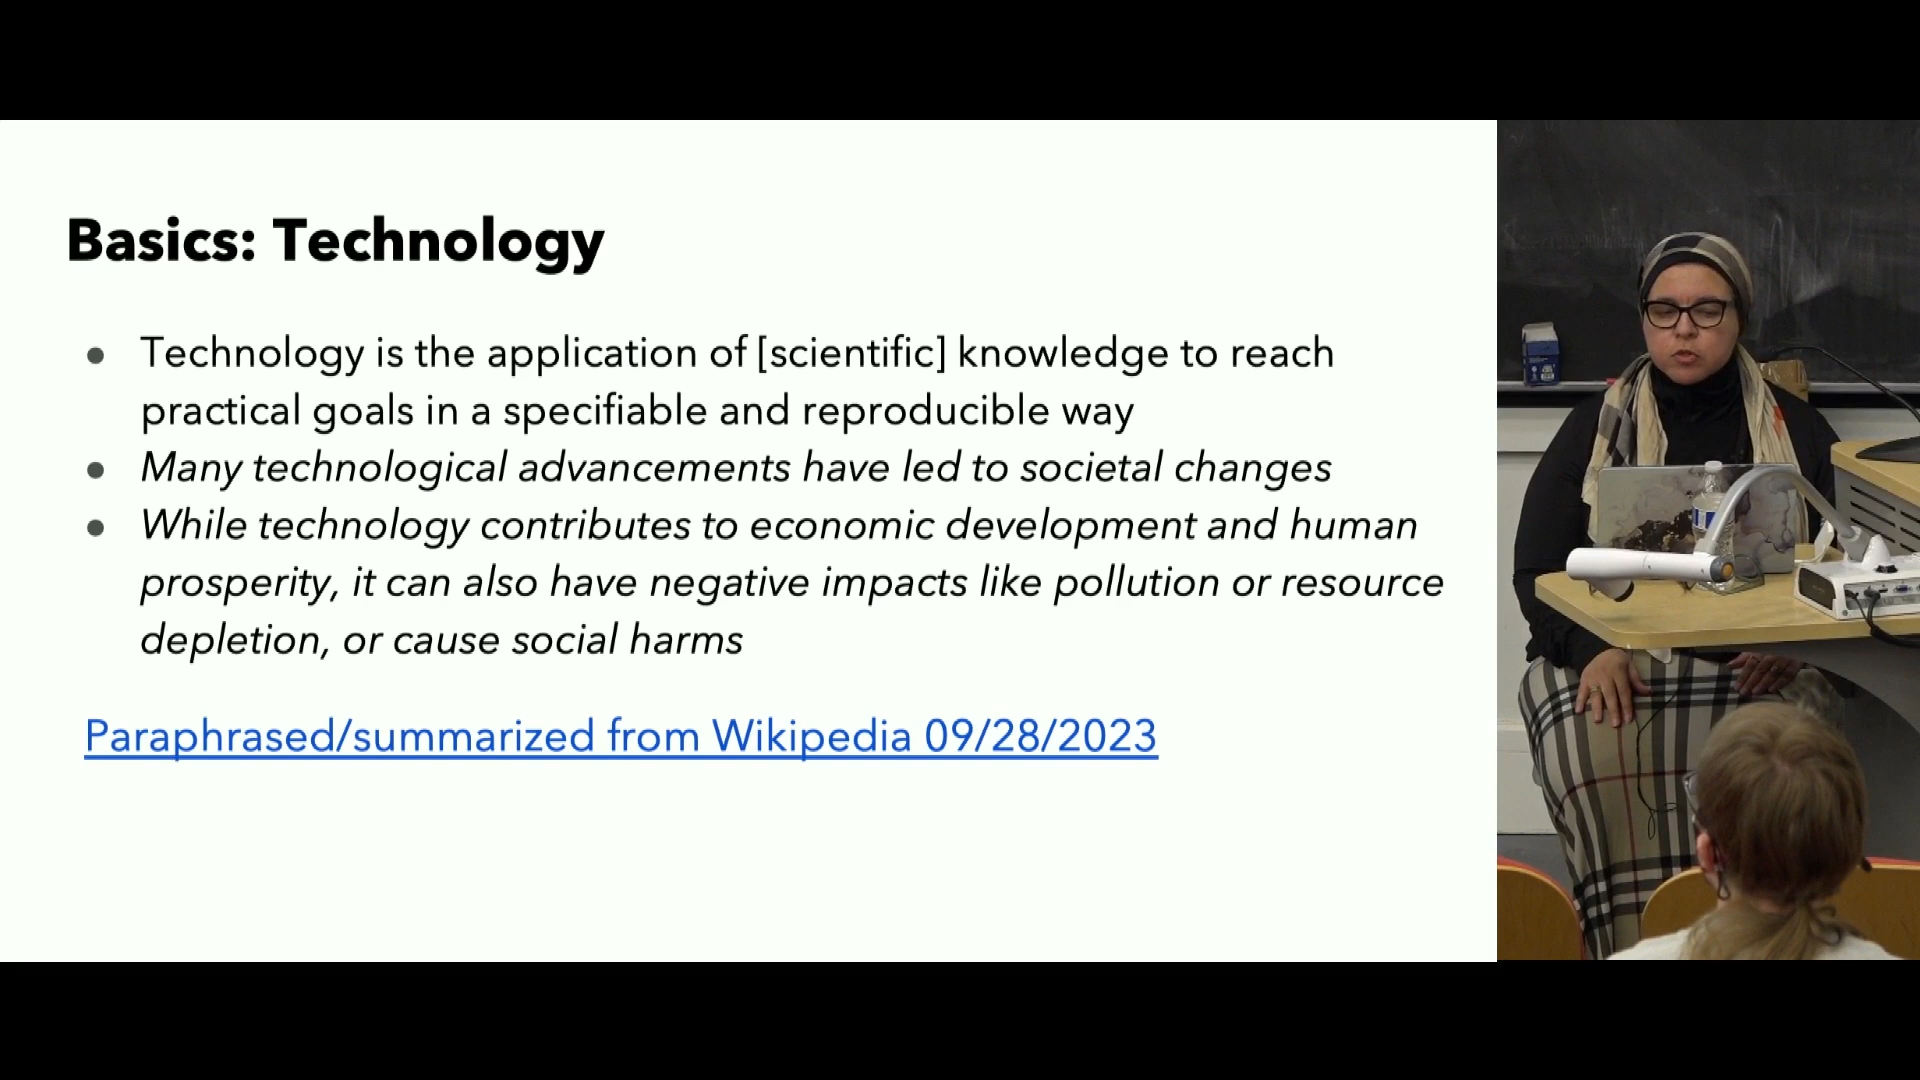 Basics: Technology
● Technology is the application of [scientific] knowledge to reach
practical goals in a specifiable and reproducible way
● Many technological advancements have led to societal changes
● While technology contributes to economic development and human
prosperity, it can also have negative impacts like pollution or resource
depletion, or cause social harms
Paraphrased/summarized from Wikipedia 09/28/2023